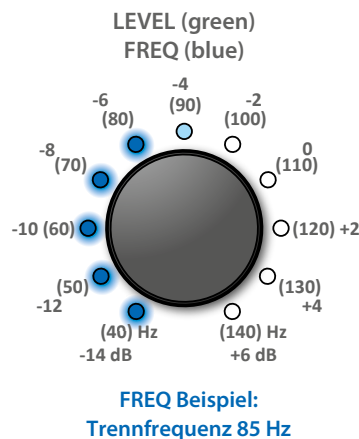 LEVEL (green)
FREQ (blue)
-4
(90)
-6
(80)
-2
(100)
-8
(70)
0
(110)
-10 (60)
(120) +2
(50)
-12
(130)
+4
(40) Hz
-14 dB
(140) Hz
+6 dB
FREQ Beispiel:
Trennfrequenz 85 Hz